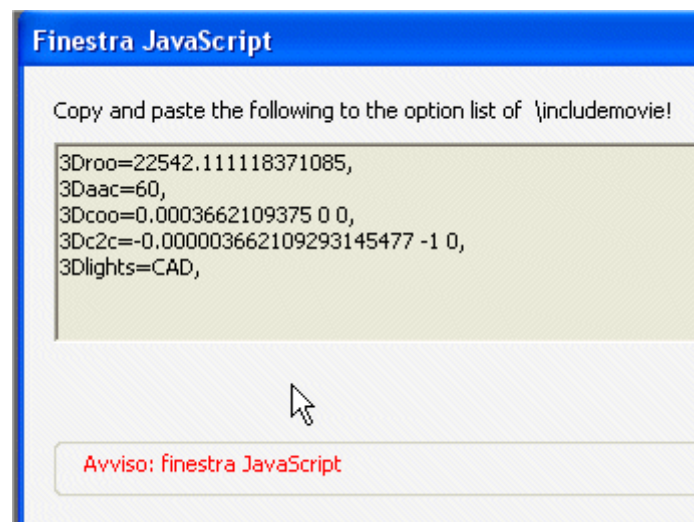 Finestra JavaScript
Copy and paste the following to the option list of \includemovie!
3Droo=22542.111118371085,
3Daac=60,
3Dcoo=0.0003662109375 0 0,
3Dc2c=-0.000003662109293145477 -1 0,
3Dlights=CAD,
Avviso: finestra JavaScript